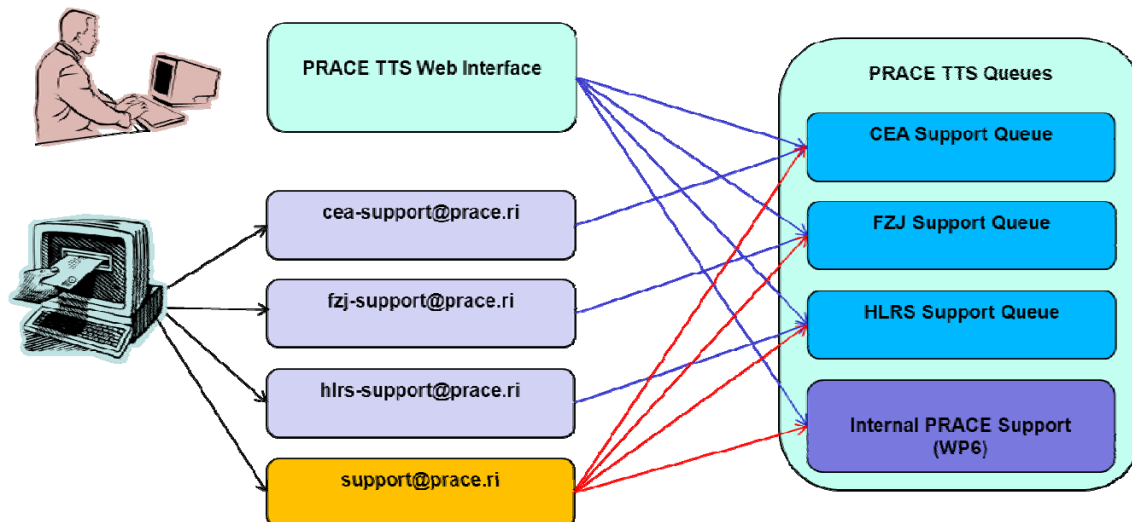 PRACE TTS Web Interface
cea-support@prace.ri
fzj-support@prace.ri
hlrs-support@prace.ri
support@prace.ri
PRACE TTS Queues
CEA Support Queue
FZJ Support Queue
HLRS Support Queue
Internal PRACE Support
(WP6)